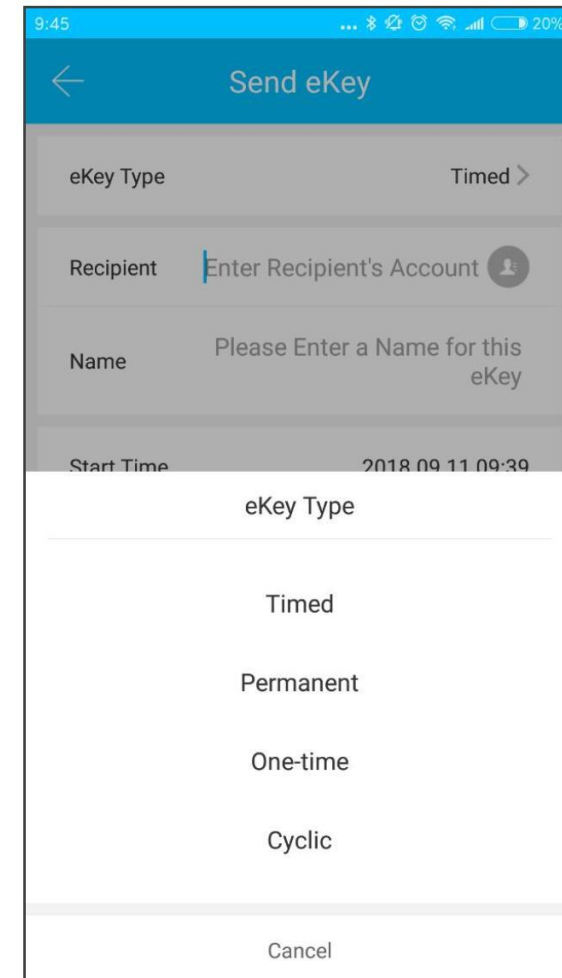 9:45 ... 20%
Send eKey
eKey Type Timed >
Recipient Enter Recipient's Account
Name Please Enter a Name for this
eKey
Start Time 2018 09 11 09:39
eKey Type
Timed
Permanent
One-time
Cyclic
Cancel